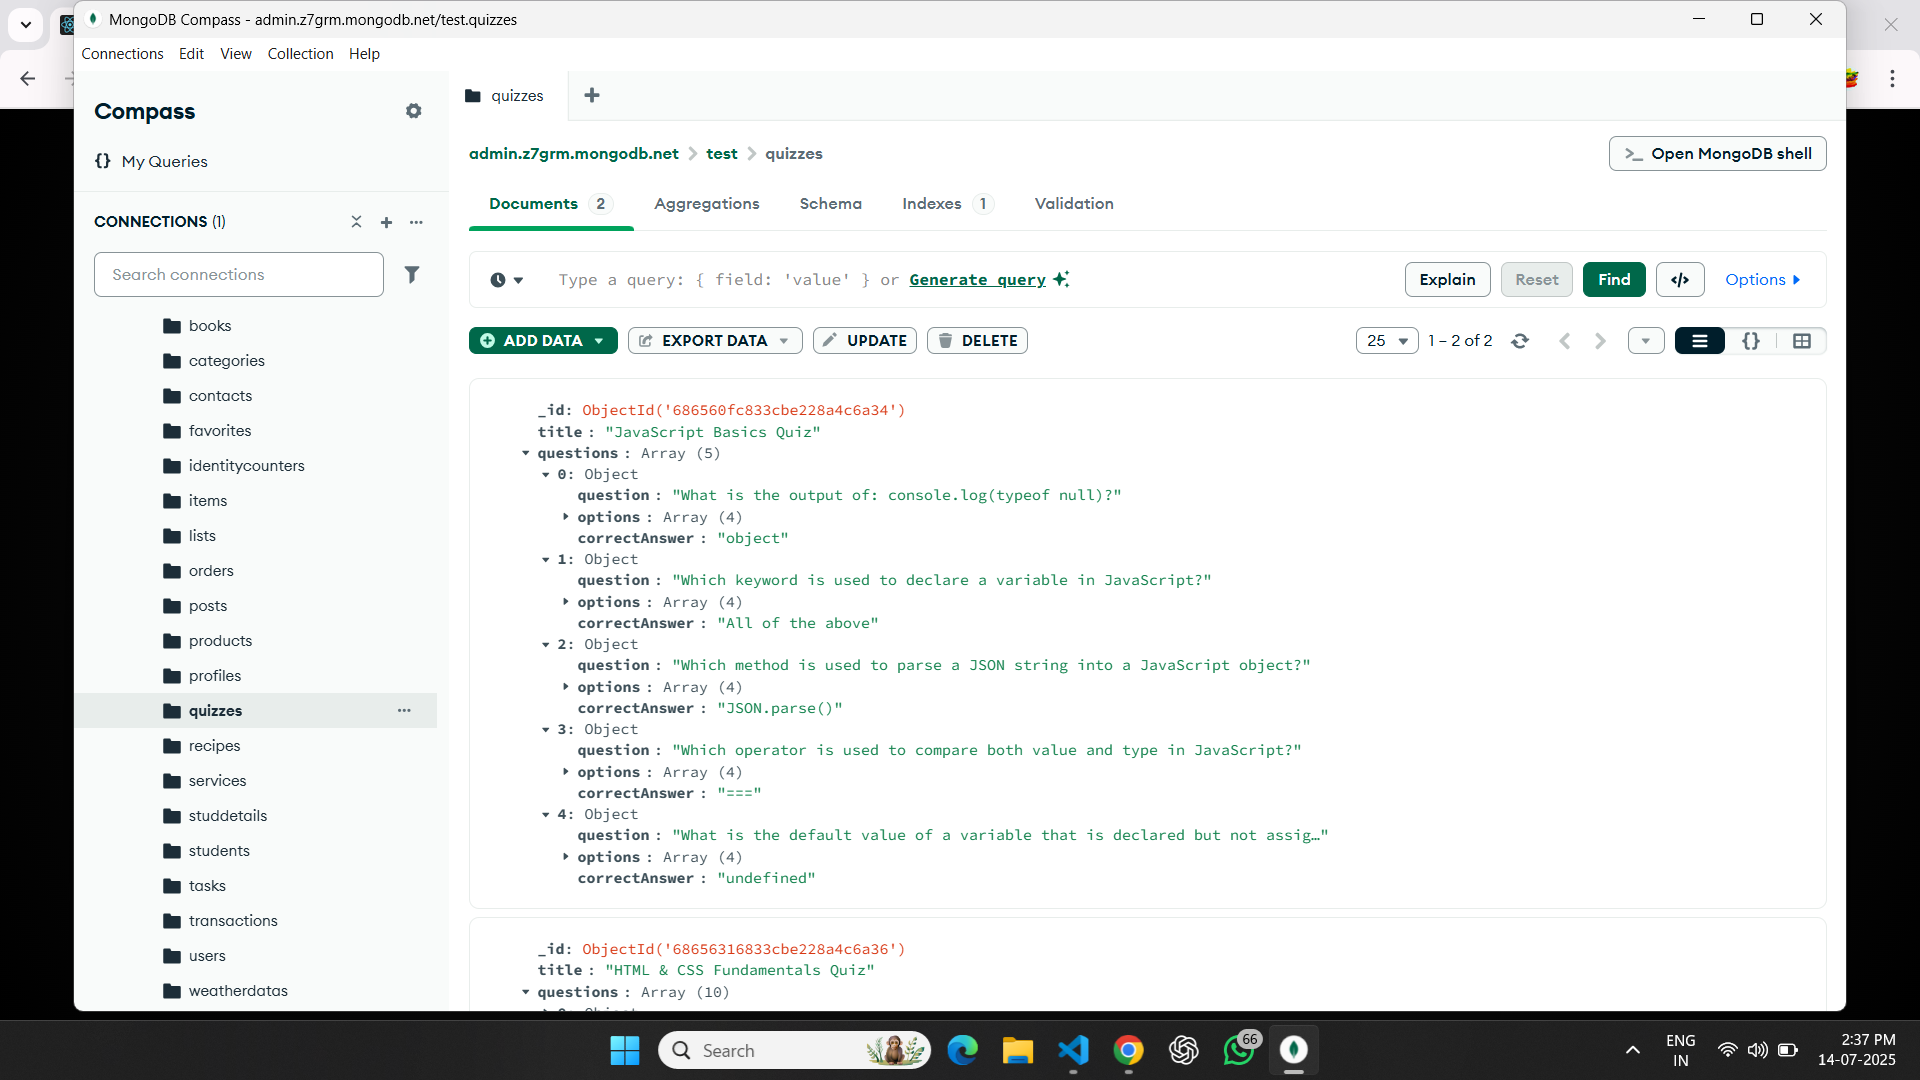 MongoDB Compass - admin.z7grm.mongodb.net/test.quizzes
Connections Edit View Collection Help
Compass
My Queries
CONNECTIONS (1)
Search connections
books
categories
contacts
favorites
identitycounters
items
lists
orders
posts
products
profiles
quizzes
recipes
services
studdetails
students
tasks
transactions
users
weatherdatas
quizzes
admin.z7grm.mongodb.net > test > quizzes
>_ Open MongoDB shell
Documents 2 Aggregations Schema Indexes 1 Validation
Type a query: { field: 'value' } or Generate query
Explain Reset Find </> Options
ADD DATA EXPORT DATA UPDATE DELETE
25 1 – 2 of 2 {}
_id: ObjectId('686560fc833cbe228a4c6a34')
title : "JavaScript Basics Quiz"
questions : Array (5)
0: Object
question : "What is the output of: console.log(typeof null)?"
options : Array (4)
correctAnswer : "object"
1: Object
question : "Which keyword is used to declare a variable in JavaScript?"
options : Array (4)
correctAnswer : "All of the above"
2: Object
question : "Which method is used to parse a JSON string into a JavaScript object?"
options : Array (4)
correctAnswer : "JSON.parse()"
3: Object
question : "Which operator is used to compare both value and type in JavaScript?"
options : Array (4)
correctAnswer : "==="
4: Object
question : "What is the default value of a variable that is declared but not assig…"
options : Array (4)
correctAnswer : "undefined"
_id: ObjectId('68656316833cbe228a4c6a36')
title : "HTML & CSS Fundamentals Quiz"
questions : Array (10)
Search
66
ENG
IN
2:37 PM
14-07-2025